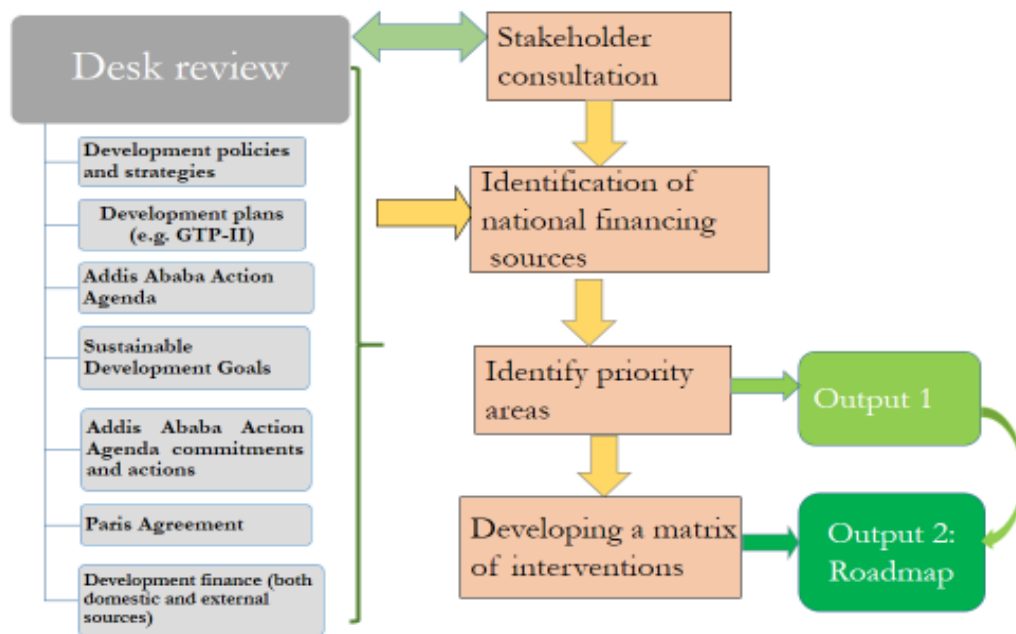 Desk review
Development policies
and strategies
Development plans
(e.g. GTP-II)
Addis Ababa Action
Agenda
Sustainable
Development Goals
Addis Ababa Action
Agenda commitments
and actions
Paris Agreement
Development finance (both
domestic and external
sources)
Stakeholder
consultation
Identification of
national financing
sources
Identify priority
areas
Developing a matrix
of interventions
Output 1
Output 2:
Roadmap